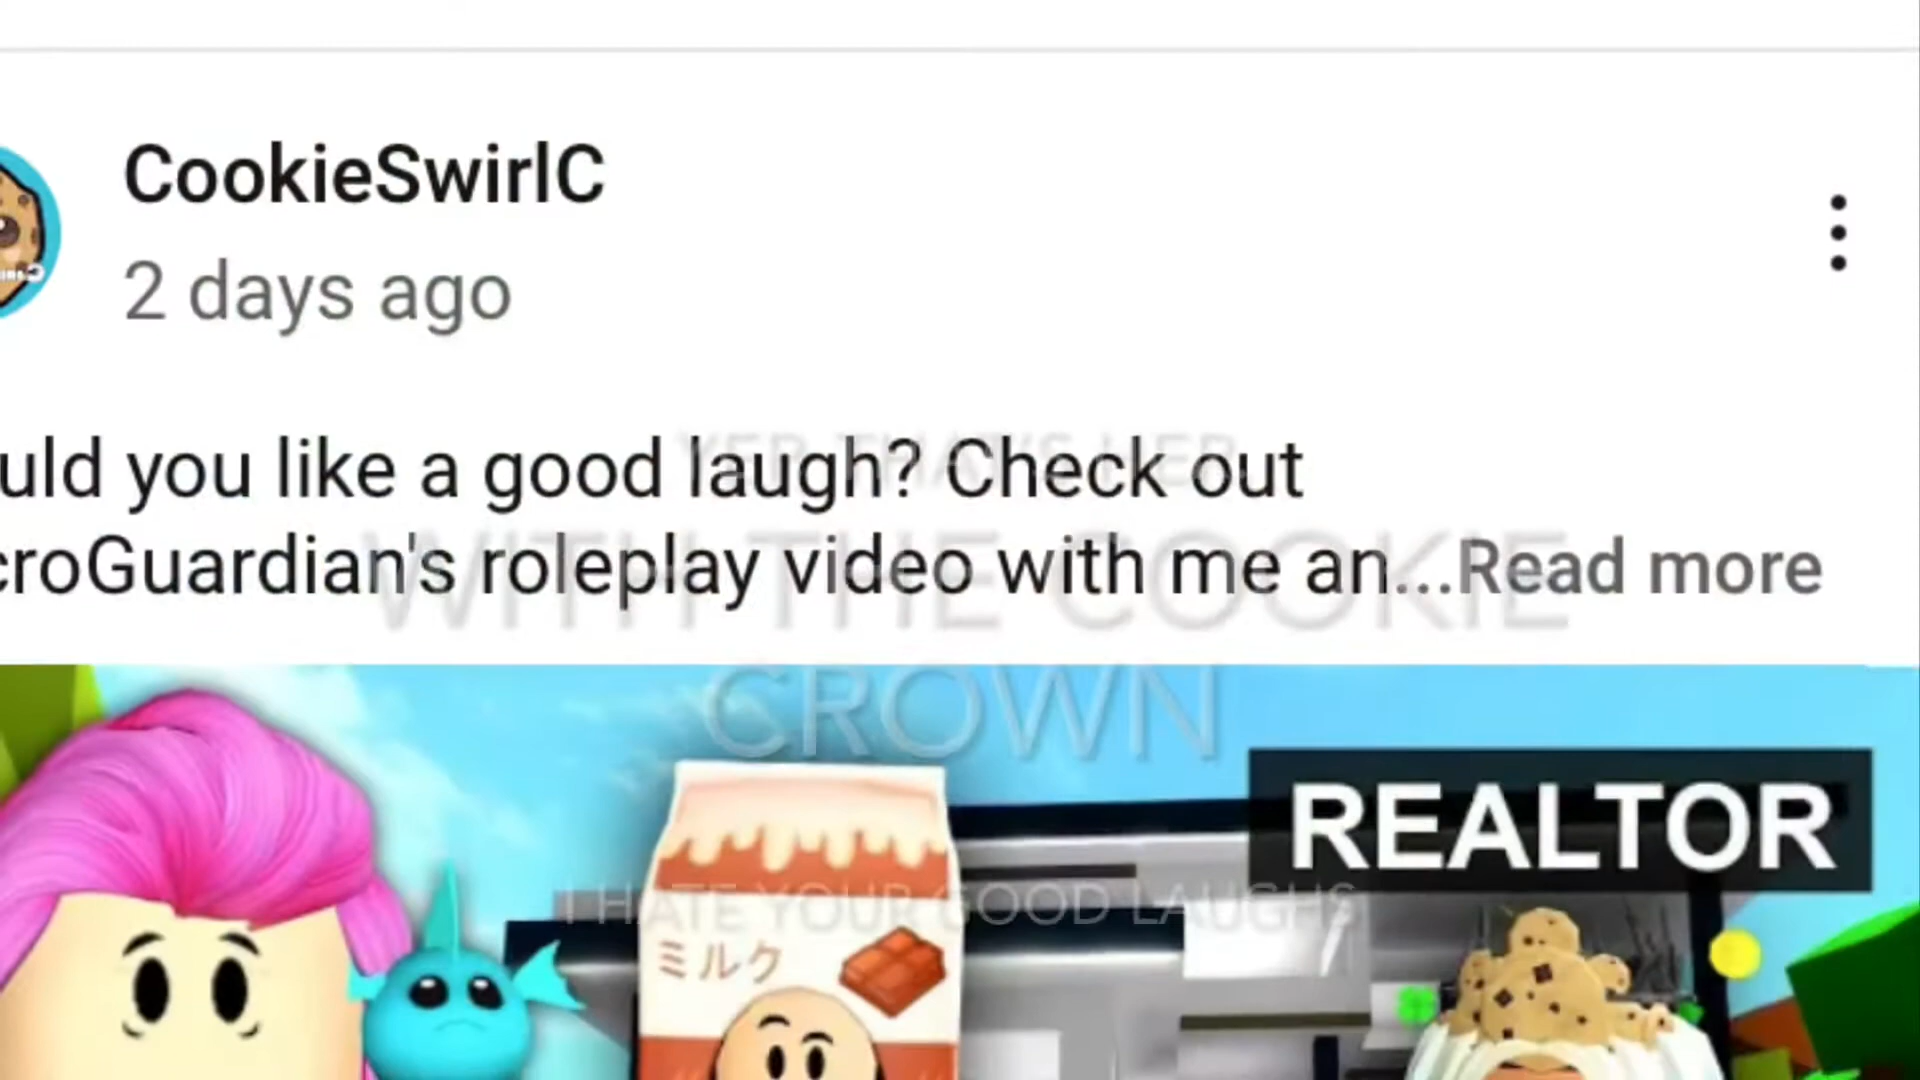 CookieSwirlC
2 days ago
uld you like a good laugh? Check out
croGuardian's roleplay video with me an...Read more
YEP THAT'S HER,
WITH THE COOKIE
CROWN
REALTOR
I HATE YOUR GOOD LAUGHS
ミルク